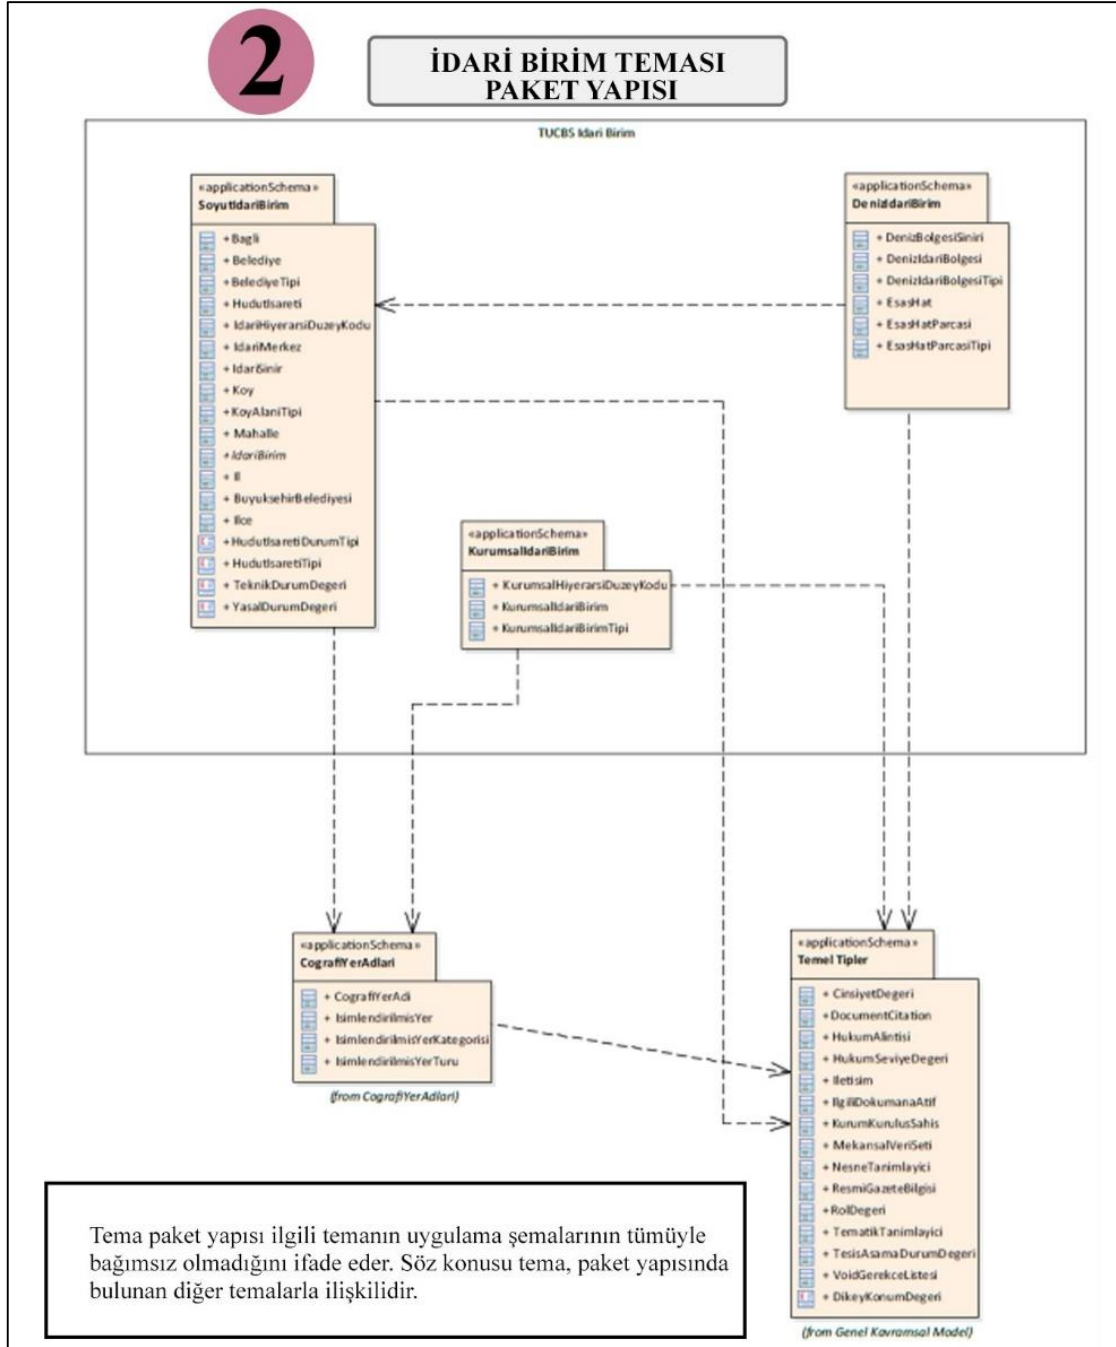 2
İDARİ BİRİM TEMASI
PAKET YAPISI
TUCBS Idari Birim
«applicationSchema»
SoyutIdariBirim
+ Bagli
+ Belediye
+ BelediyeTipi
+ HudutIsareti
+ IdariHiyerarsiDuzeyKodu
+ IdariMerkez
+ IdariSinir
+ Koy
+ KoyAlaniTipi
+ Mahalle
+ IdariBirim
+ Il
+ BuyuksehirBelediyesi
+ Ilce
+ HudutIsaretiDurumTipi
+ HudutIsaretiTipi
+ TeknikDurumDegeri
+ YasalDurumDegeri
«applicationSchema»
DenizIdariBirim
+ DenizBolgesiSiniri
+ DenizIdariBolgesi
+ DenizIdariBolgesiTipi
+ EsasHat
+ EsasHatParcasi
+ EsasHatParcasiTipi
«applicationSchema»
KurumsalIdariBirim
+ KurumsalHiyerarsiDuzeyKodu
+ KurumsalIdariBirim
+ KurumsalIdariBirimTipi
«applicationSchema»
CografiYerAdlari
+ CografiYerAdi
+ IsimlendirilmisYer
+ IsimlendirilmisYerKategorisi
+ IsimlendirilmisYerTuru
(from CografiYerAdlari)
«applicationSchema»
Temel Tipler
+ CinsiyetDegeri
+DocumentCitation
+ HukumAlintisi
+ HukumSeviyeDegeri
+ Iletisim
+ IlgiliDokumanaAtif
+ KurumKurulusSahis
+ MekansalVeriSeti
+ NesneTanimlayici
+ ResmiGazeteBilgisi
+RolDegeri
+ TematikTanimlayici
+ TesisAsamaDurumDegeri
+ VoidGerekceListesi
+ DikeyKonumDegeri
(from Genel Kavramsal Model)
Tema paket yapısı ilgili temanın uygulama şemalarının tümüyle
bağımsız olmadığını ifade eder. Söz konusu tema, paket yapısında
bulunan diğer temalarla ilişkilidir.